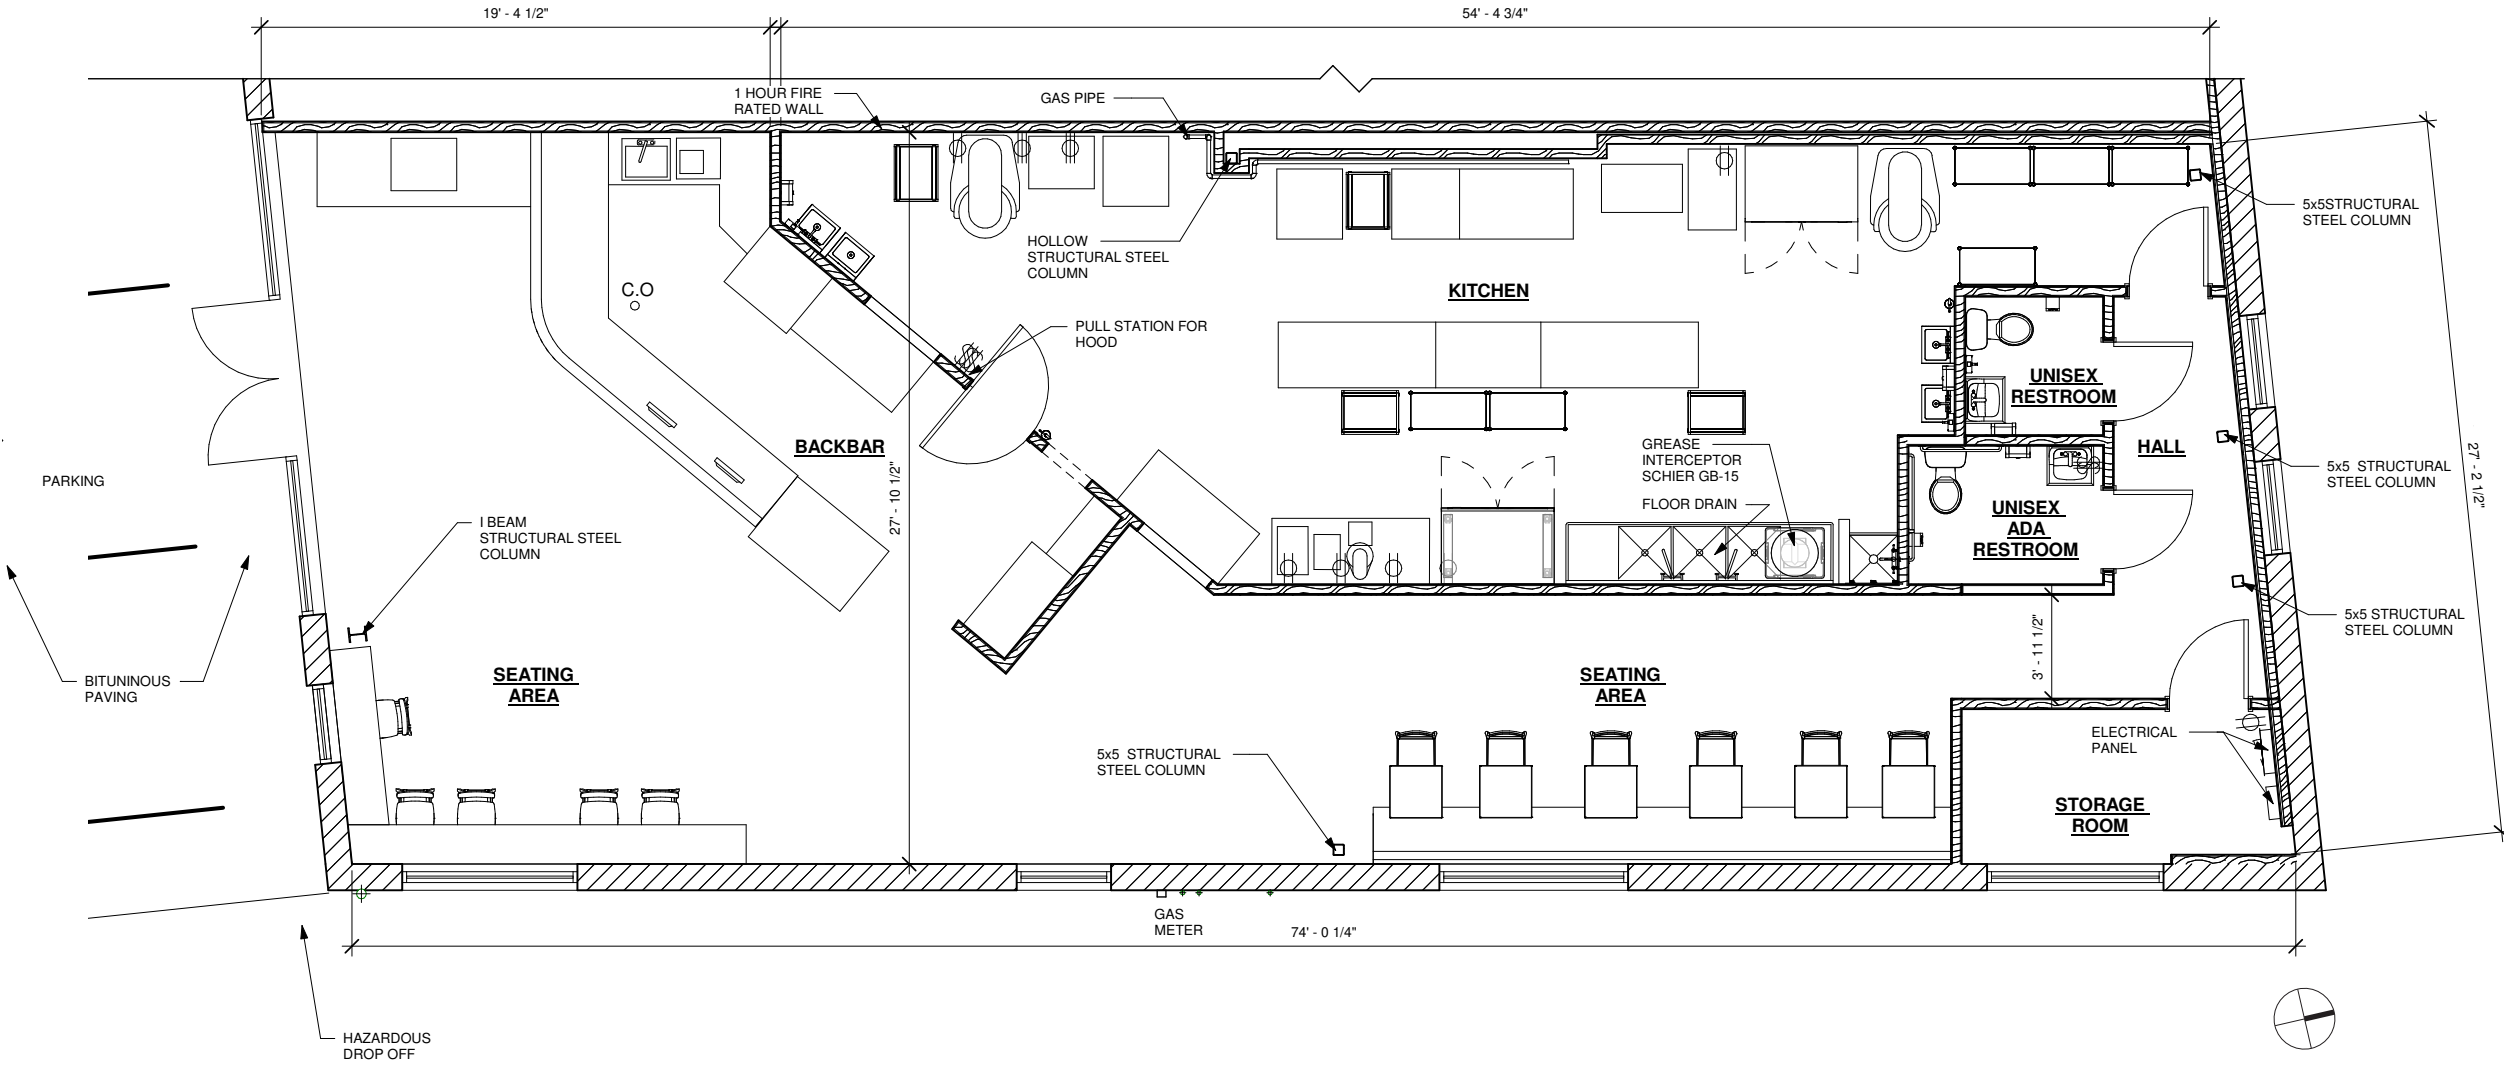 19' - 4 1/2"
54' - 4 3/4"
1 HOUR FIRE
RATED WALL
GAS PIPE
5x5STRUCTURAL
STEEL COLUMN
HOLLOW
STRUCTURAL STEEL
COLUMN
C.O
KITCHEN
PULL STATION FOR
HOOD
UNISEX
RESTROOM
BACKBAR
HALL
GREASE
INTERCEPTOR
SCHIER GB-15
FLOOR DRAIN
27' - 10 1/2"
27' - 2 1/2"
5x5 STRUCTURAL
STEEL COLUMN
PARKING
I BEAM
STRUCTURAL STEEL
COLUMN
UNISEX
ADA
RESTROOM
5x5 STRUCTURAL
STEEL COLUMN
3' - 11 1/2"
BITUNINOUS
PAVING
SEATING
AREA
SEATING
AREA
5x5 STRUCTURAL
STEEL COLUMN
ELECTRICAL
PANEL
STORAGE
ROOM
GAS
METER
74' - 0 1/4"
HAZARDOUS
DROP OFF